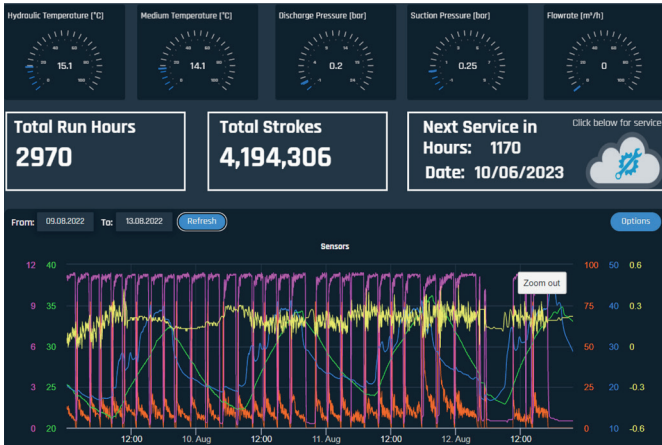 Hydraulic Temperature [°C]
Medium Temperature [°C]
Discharge Pressure [bar]
Suction Pressure [bar]
Flowrate [m³/h]
15.1
14.1
0.2
0.25
0
Total Run Hours
2970
Total Strokes
4,194,306
Next Service in
Hours: 1170
Date: 10/06/2023
Click below for service
From: 09.08.2022 To: 13.08.2022 Refresh
Options
Sensors
Zoom out
12 40 100 50 0.6
9 35 75 40 0.3
6 30 50 30 0
3 25 25 20 -0.3
0 20 0 10 -0.6
12:00 10. Aug 12:00 11. Aug 12:00 12. Aug 12:00